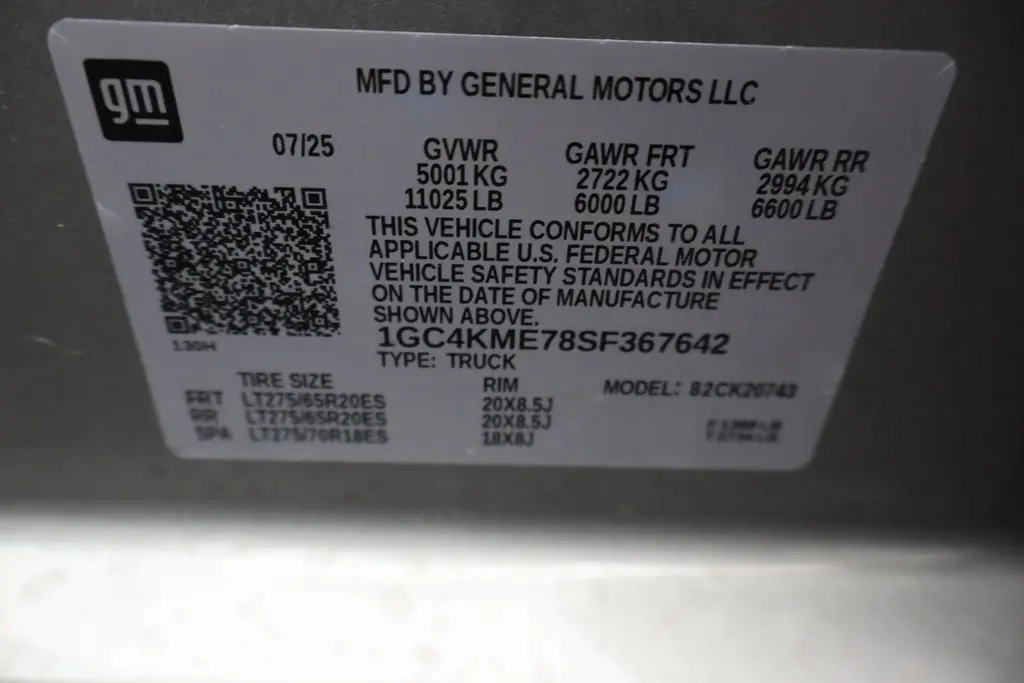 gm
MFD BY GENERAL MOTORS LLC
07/25
GVWR GAWR FRT GAWR RR
5001 KG 2722 KG 2994 KG
11025 LB 6000 LB 6600 LB
THIS VEHICLE CONFORMS TO ALL
APPLICABLE U.S. FEDERAL MOTOR
VEHICLE SAFETY STANDARDS IN EFFECT
ON THE DATE OF MANUFACTURE
SHOWN ABOVE.
1GC4KME78SF367642
130H
TYPE: TRUCK
TIRE SIZE RIM MODEL: 82CK20743
FRT LT275/65R20ES 20X8.5J
RR LT275/65R20ES 20X8.5J
SPA LT275/70R18ES 18X8J